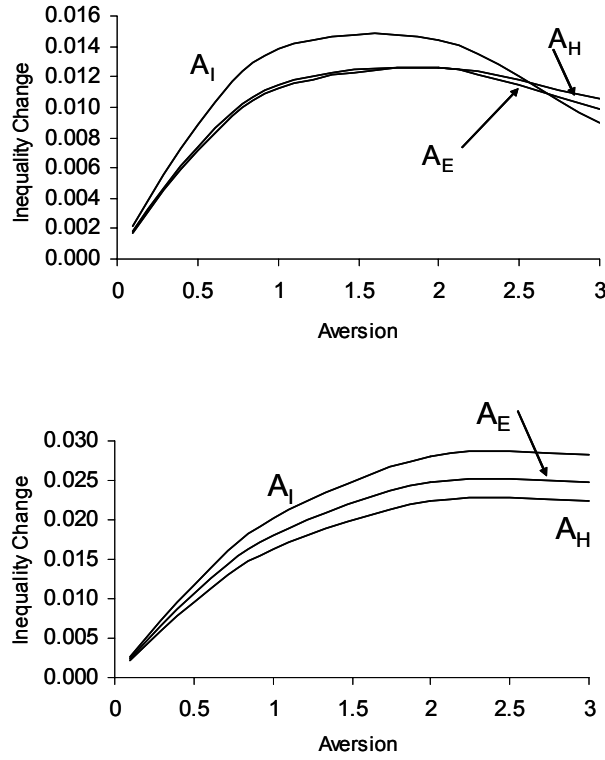 0.016
0.014
0.012
0.010
0.008
0.006
0.004
0.002
0.000
Inequality Change
A_I
A_H
A_E
0 0.5 1 1.5 2 2.5 3
Aversion
0.030
0.025
0.020
0.015
0.010
0.005
0.000
Inequality Change
A_E
A_I
A_H
0 0.5 1 1.5 2 2.5 3
Aversion